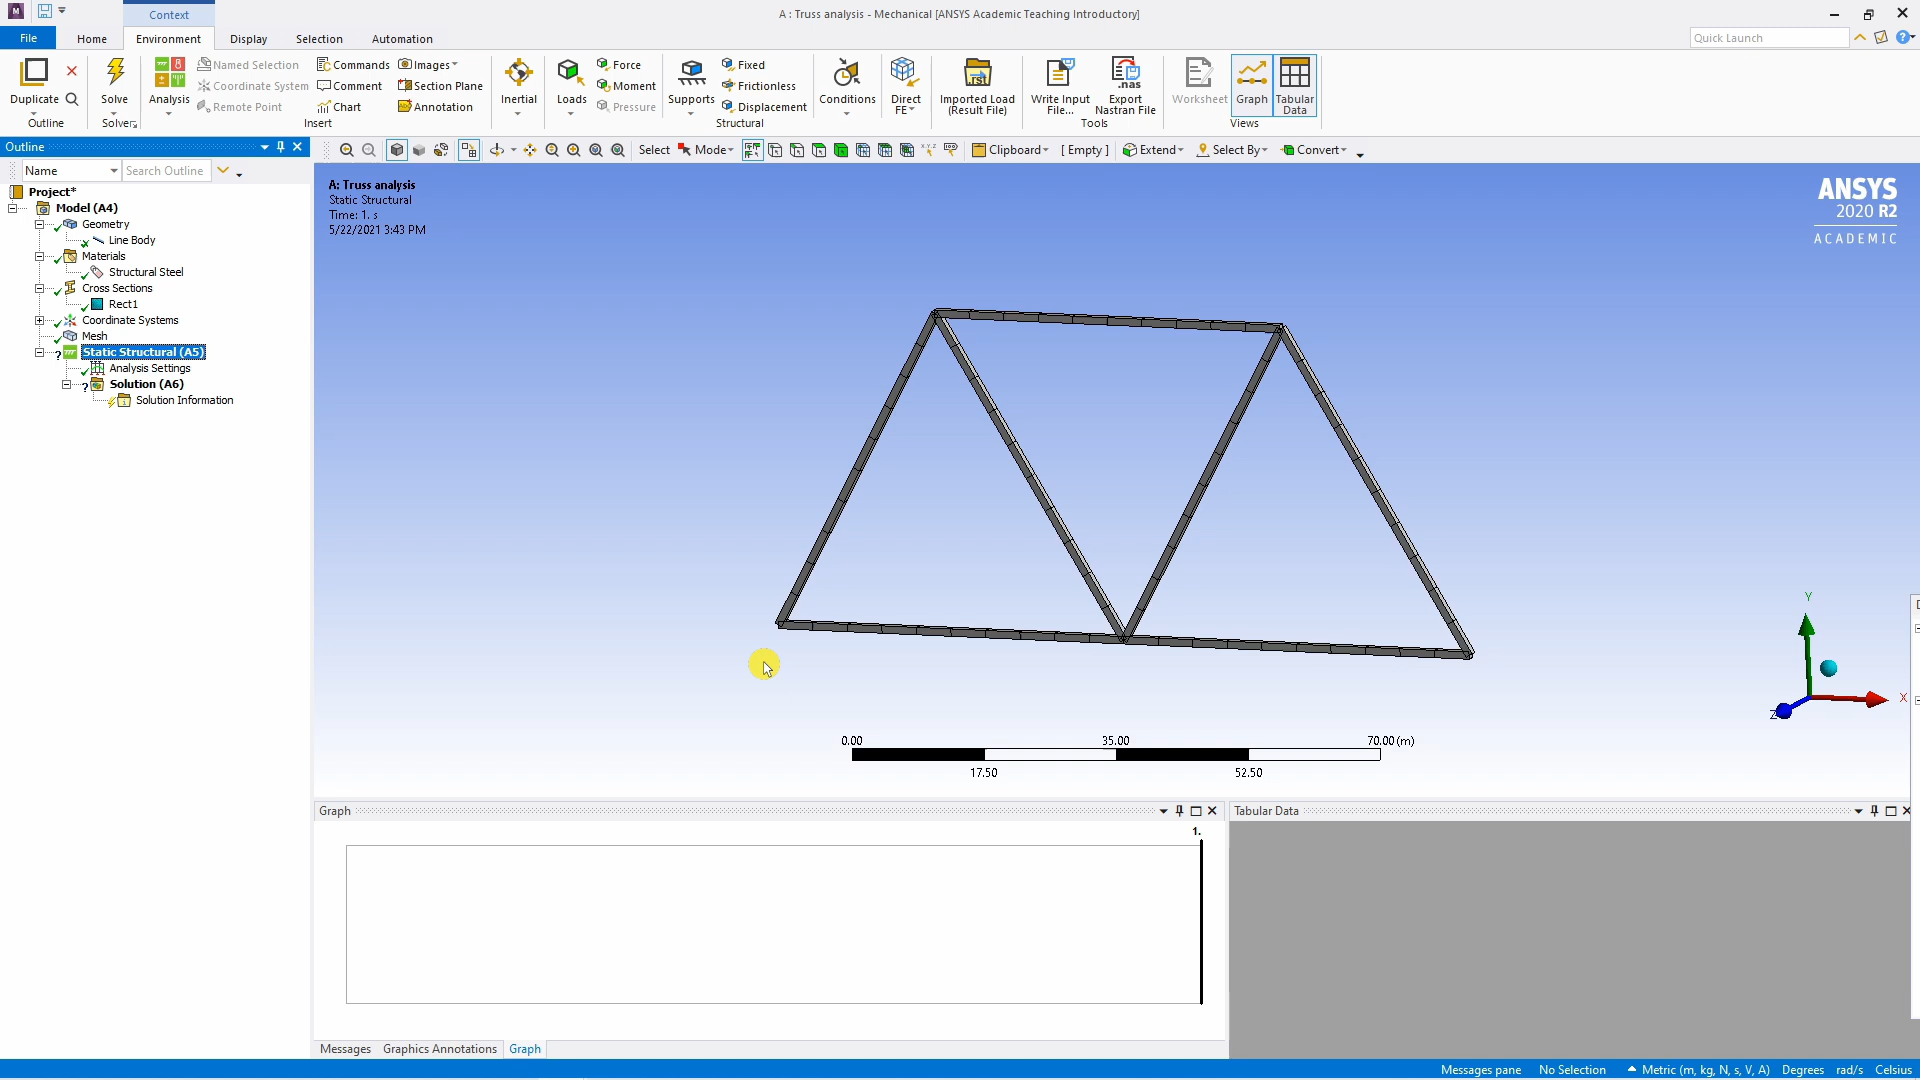 Context
A : Truss analysis - Mechanical [ANSYS Academic Teaching Introductory]
File
Home
Environment
Display
Selection
Automation
Quick Launch
Duplicate
Outline
Solve
Solver
Analysis
Named Selection
Coordinate System
Remote Point
Commands
Comment
Chart
Images
Section Plane
Annotation
Insert
Inertial
Loads
Force
Moment
Pressure
Supports
Fixed
Frictionless
Displacement
Structural
Conditions
Direct
FE
Imported Load
(Result File)
Write Input
File...
Export
Nastran File
Tools
Worksheet
Graph
Tabular
Data
Views
Outline
Name
Search Outline
Project*
Model (A4)
Geometry
Line Body
Materials
Structural Steel
Cross Sections
Rect1
Coordinate Systems
Mesh
Static Structural (A5)
Analysis Settings
Solution (A6)
Solution Information
Select
Mode
Clipboard
[ Empty ]
Extend
Select By
Convert
A: Truss analysis
Static Structural
Time: 1. s
5/22/2021 3:43 PM
ANSYS
2020 R2
ACADEMIC
Y
X
Z
0.00
35.00
70.00 (m)
17.50
52.50
Graph
1.
Tabular Data
Messages
Graphics Annotations
Graph
Messages pane
No Selection
Metric (m, kg, N, s, V, A)
Degrees
rad/s
Celsius